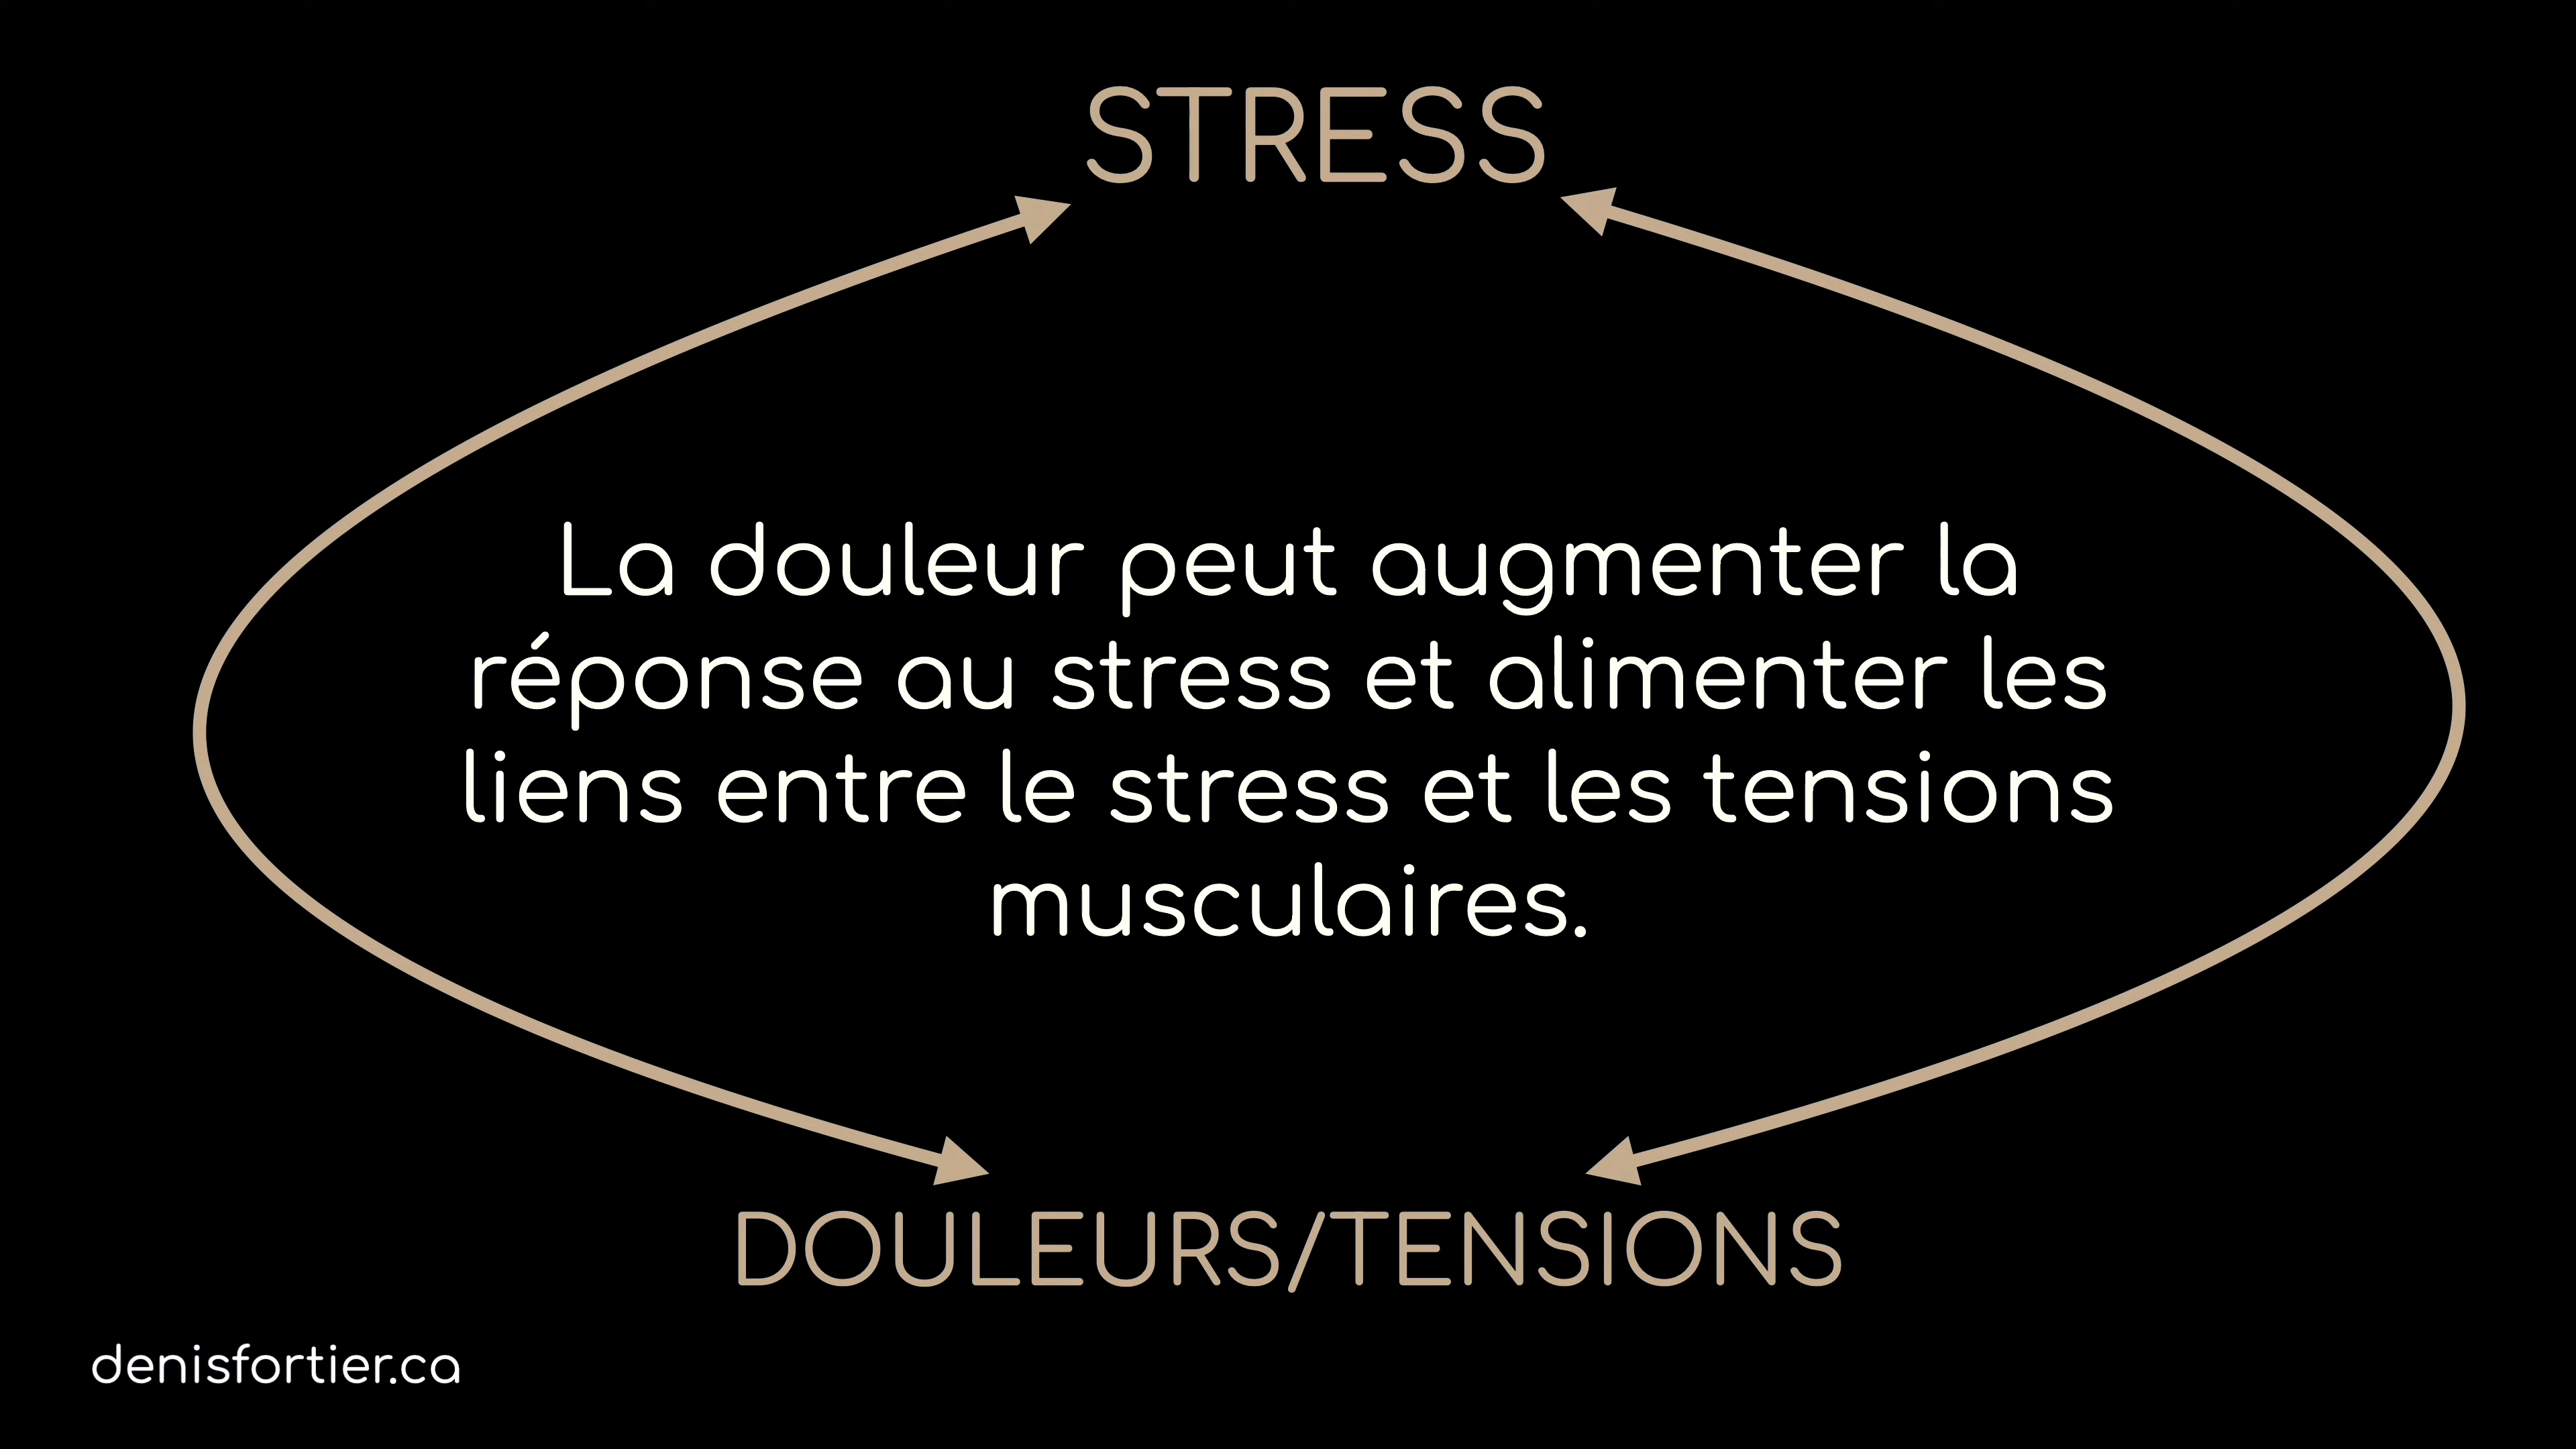 STRESS
La douleur peut augmenter la
réponse au stress et alimenter les
liens entre le stress et les tensions
musculaires.
DOULEURS/TENSIONS
denisfortier.ca